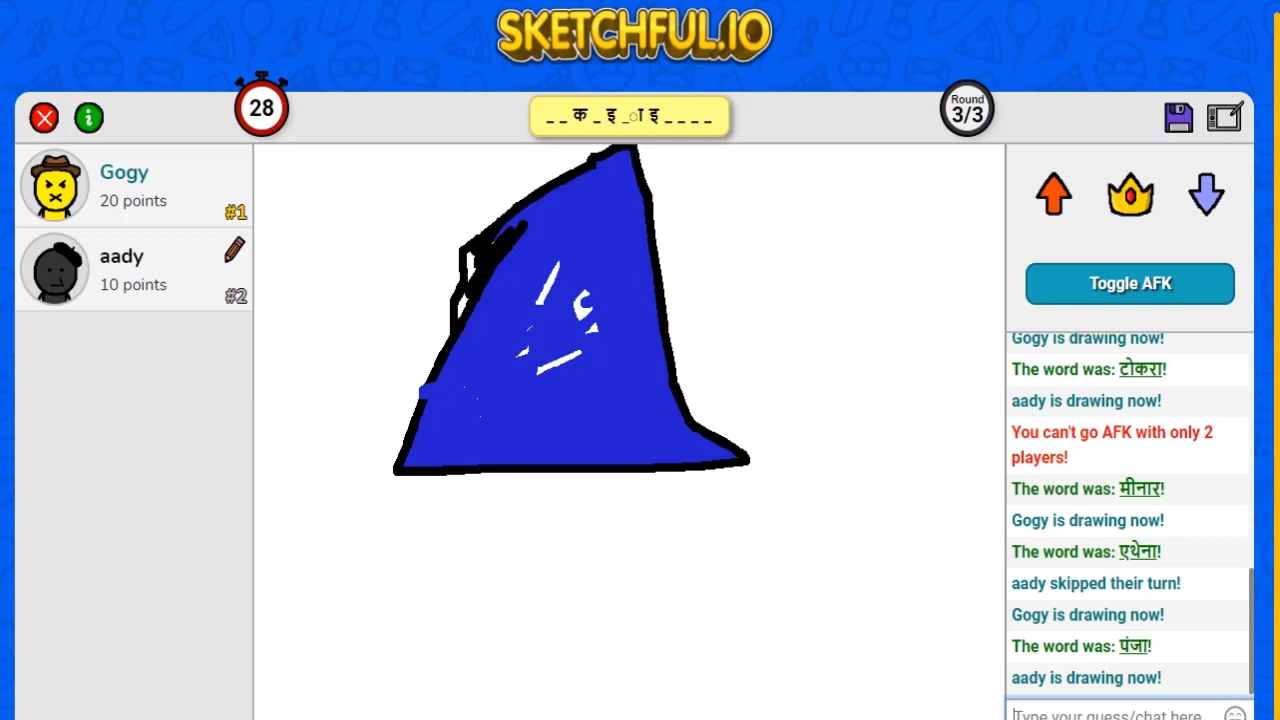 SKETCHFUL.IO
28
_ _ क _ इ _ा इ _ _ _ _
Round
3/3
Gogy
20 points
#1
aady
10 points
#2
Toggle AFK
Gogy is drawing now!
The word was: टोकरा!
aady is drawing now!
You can't go AFK with only 2
players!
The word was: मीनार!
Gogy is drawing now!
The word was: एथेना!
aady skipped their turn!
Gogy is drawing now!
The word was: पंजा!
aady is drawing now!
Type your guess/chat here